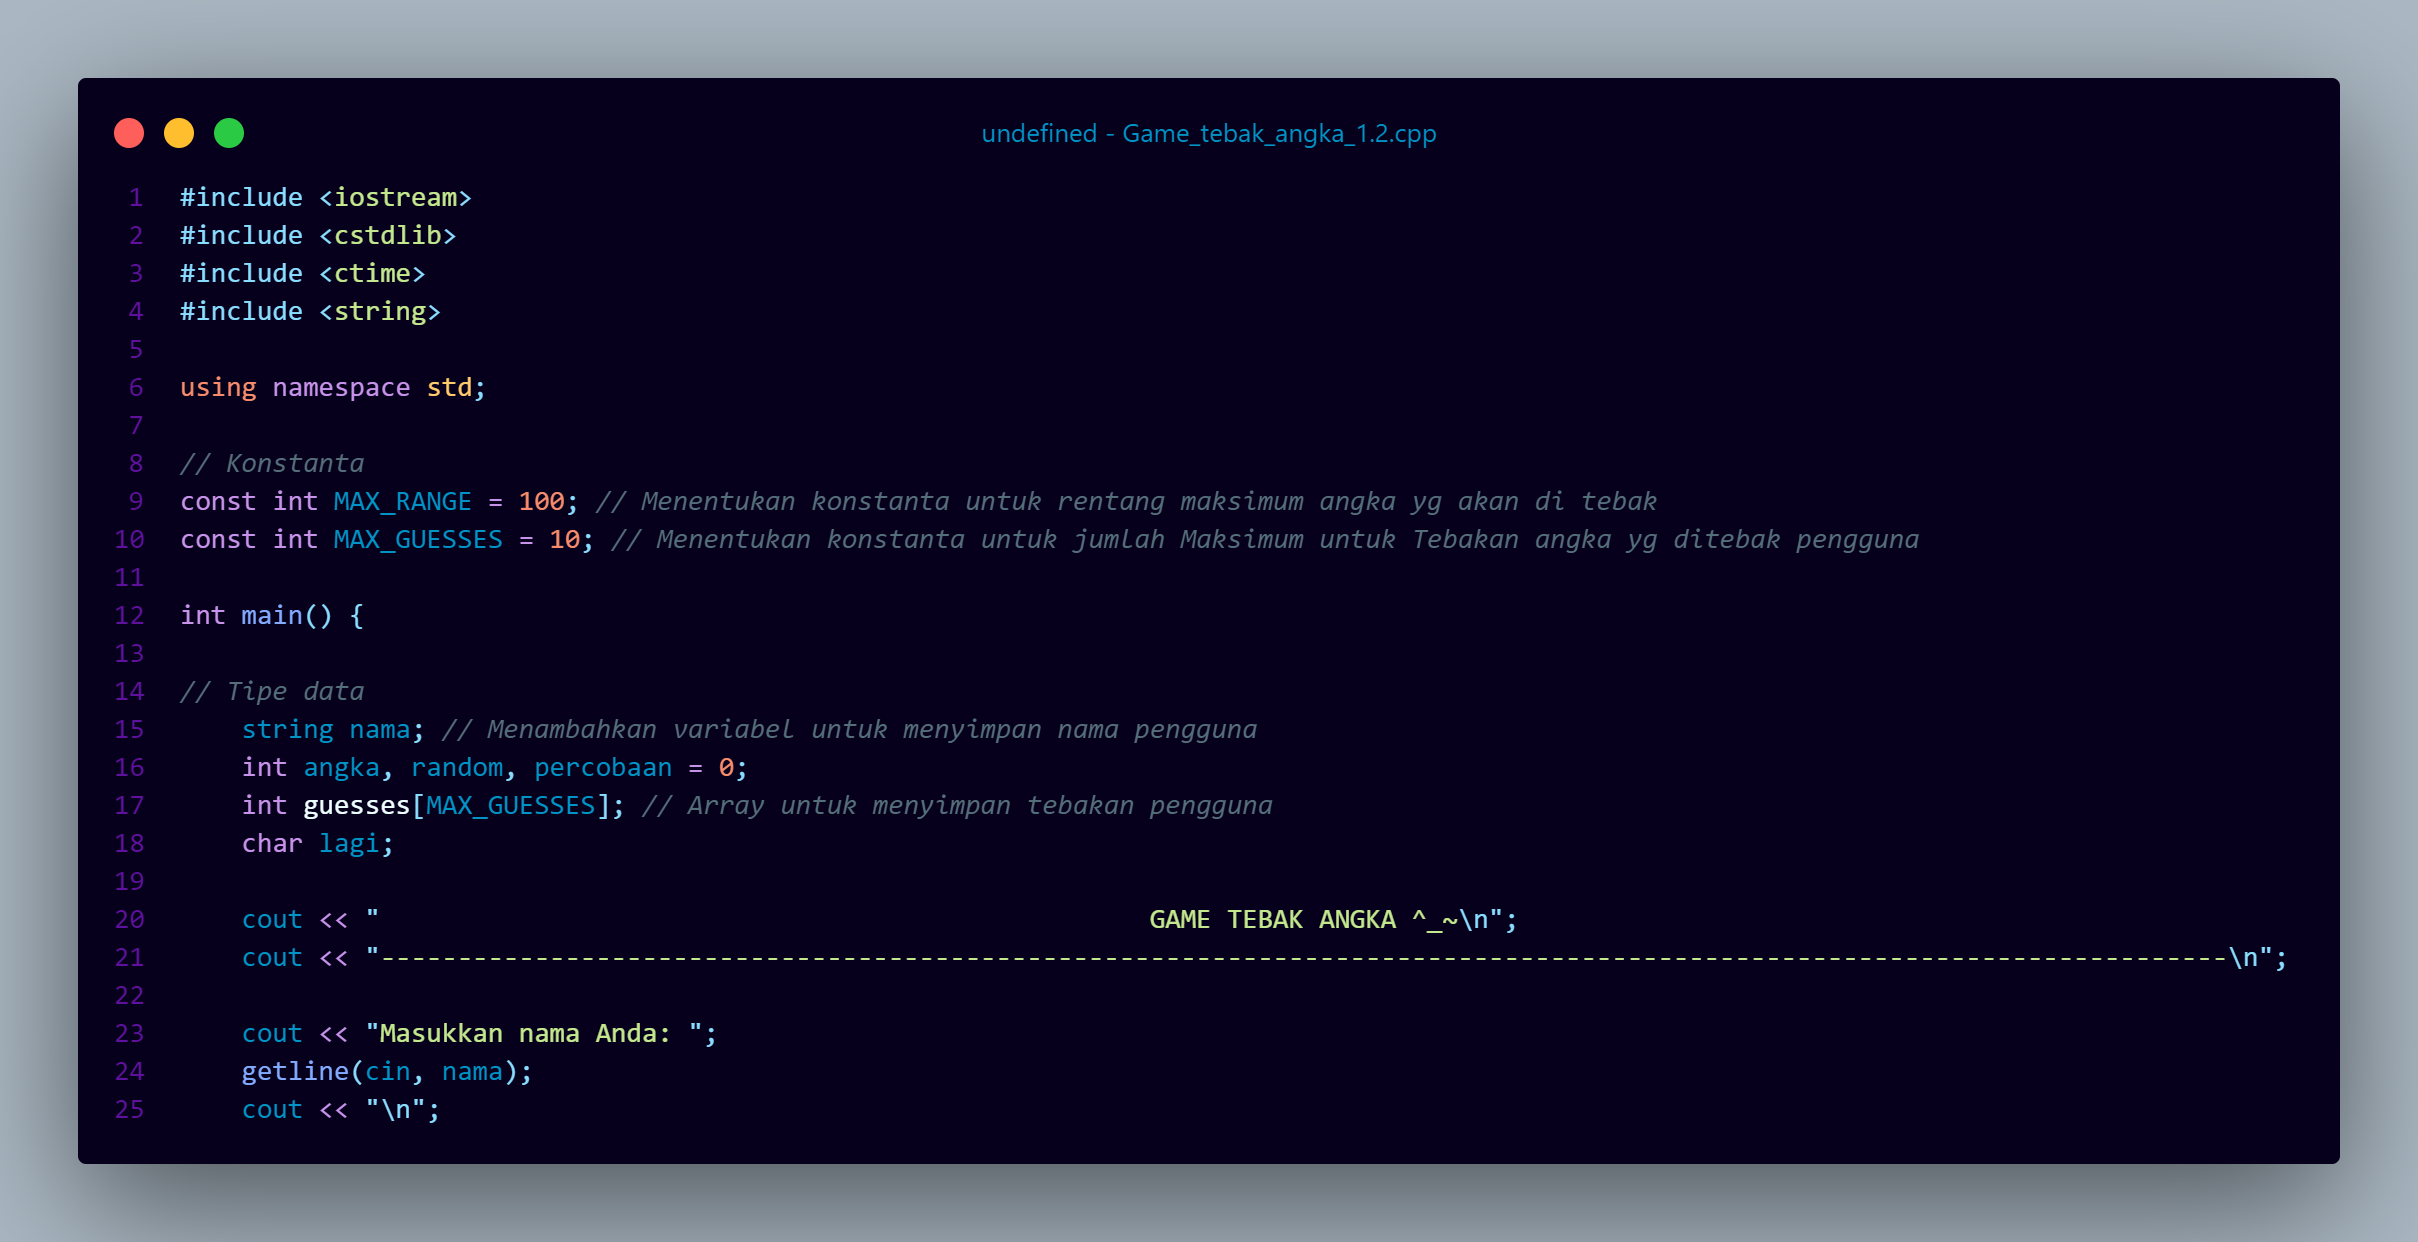 undefined - Game_tebak_angka_1.2.cpp
1 #include <iostream>
2 #include <cstdlib>
3 #include <ctime>
4 #include <string>
5
6 using namespace std;
7
8 // Konstanta
9 const int MAX_RANGE = 100; // Menentukan konstanta untuk rentang maksimum angka yg akan di tebak
10 const int MAX_GUESSES = 10; // Menentukan konstanta untuk jumlah Maksimum untuk Tebakan angka yg ditebak pengguna
11
12 int main() {
13
14 // Tipe data
15     string nama; // Menambahkan variabel untuk menyimpan nama pengguna
16     int angka, random, percobaan = 0;
17     int guesses[MAX_GUESSES]; // Array untuk menyimpan tebakan pengguna
18     char lagi;
19
20     cout << "                                                  GAME TEBAK ANGKA ^_~\n";
21     cout << "------------------------------------------------------------------------------------------------------------------------\n";
22
23     cout << "Masukkan nama Anda: ";
24     getline(cin, nama);
25     cout << "\n";